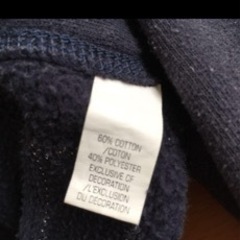 60% COTTON
/COTON
40% POLYESTER
EXCLUSIVE OF
DECORATION
/L'EXCLUSION
DU DECORATION